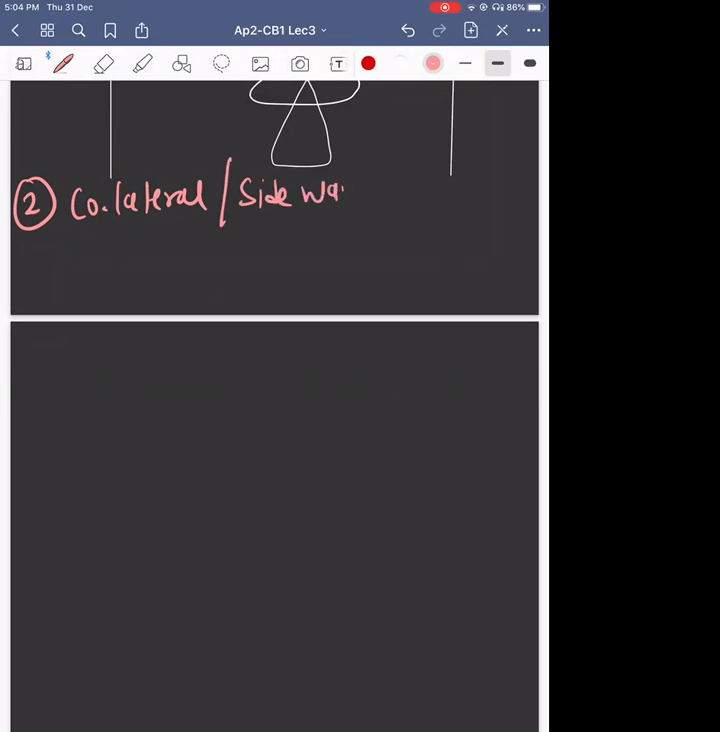 5:04 PM Thu 31 Dec 86%
Ap2-CB1 Lec3
T
2 Co.lateral / Side wa